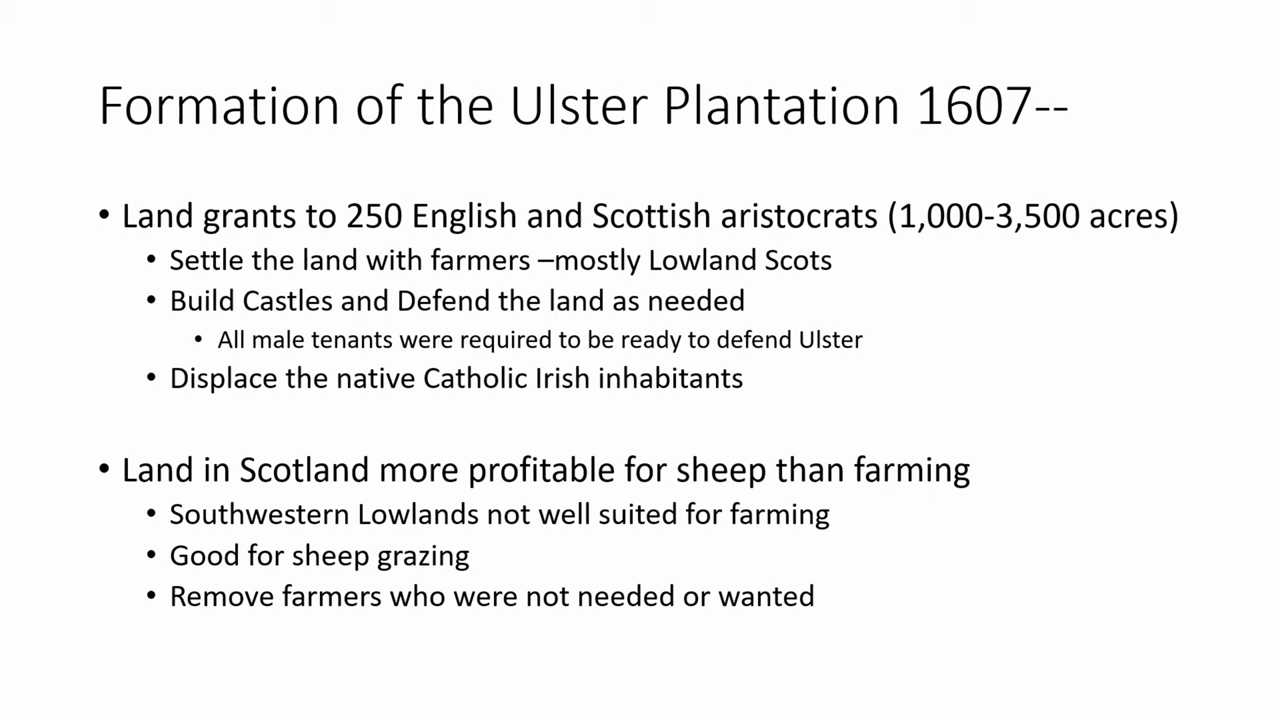 Formation of the Ulster Plantation 1607--
• Land grants to 250 English and Scottish aristocrats (1,000-3,500 acres)
• Settle the land with farmers –mostly Lowland Scots
• Build Castles and Defend the land as needed
• All male tenants were required to be ready to defend Ulster
• Displace the native Catholic Irish inhabitants
• Land in Scotland more profitable for sheep than farming
• Southwestern Lowlands not well suited for farming
• Good for sheep grazing
• Remove farmers who were not needed or wanted